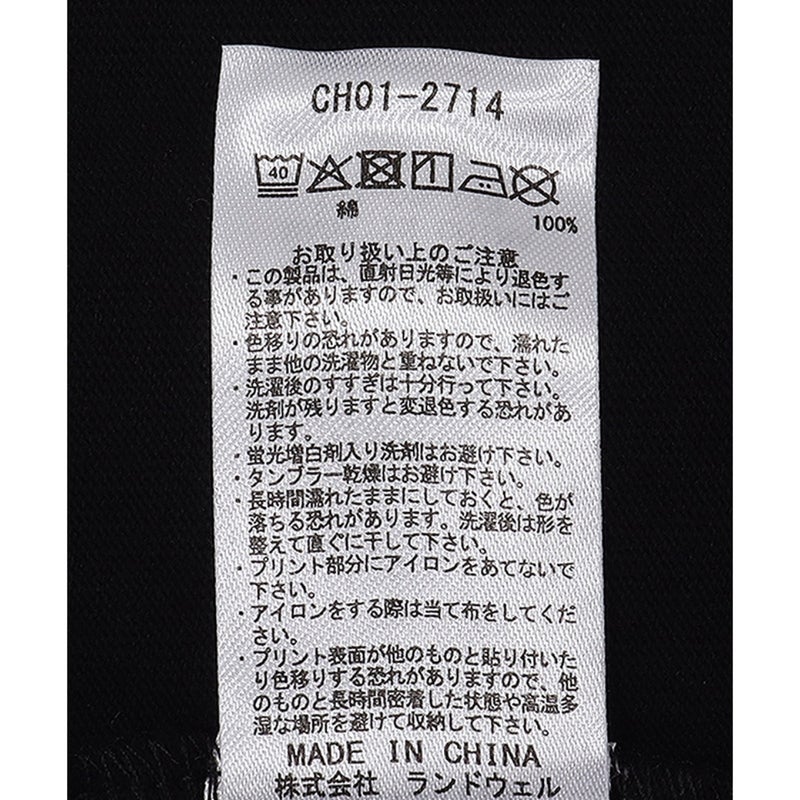 CH01-2714
40
綿
100%
お取り扱い上のご注意
・この製品は、直射日光等により退色す
る事がありますので、お取扱いにはご
注意下さい。
・色移りの恐れがありますので、濡れた
まま他の洗濯物と重ねないで下さい。
・洗濯後のすすぎは十分行って下さい。
洗剤が残りますと変退色する恐れがあ
ります。
・蛍光増白剤入り洗剤はお避け下さい。
・タンブラー乾燥はお避け下さい。
・長時間濡れたままにしておくと、色が
落ちる恐れがあります。洗濯後は形を
整えて直ぐに干して下さい。
・プリント部分にアイロンをあてないで
下さい。
・アイロンをする際は当て布をしてくだ
さい。
・プリント表面が他のものと貼り付いた
り色移りする恐れがありますので、他
のものと長時間密着した状態や高温多
湿な場所を避けて収納して下さい。
MADE IN CHINA
株式会社 ランドウェル